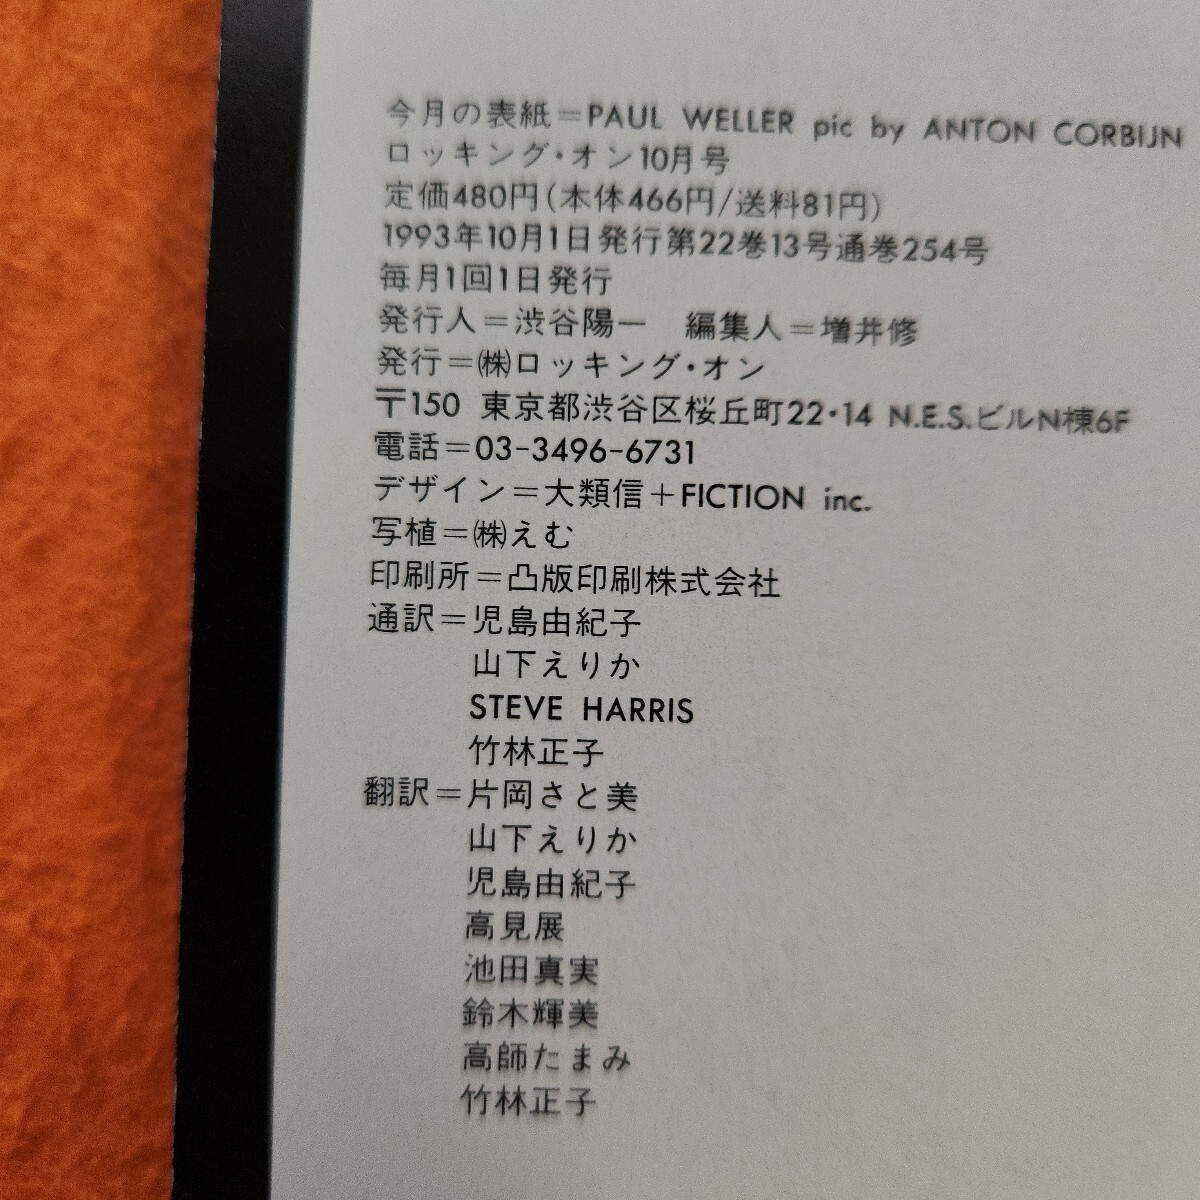 今月の表紙＝PAUL WELLER pic by ANTON CORBIJN
ロッキング・オン10月号
定価480円(本体466円/送料81円)
1993年10月1日発行第22巻13号通巻254号
毎月1回1日発行
発行人＝渋谷陽一　編集人＝増井修
発行＝㈱ロッキング・オン
〒150 東京都渋谷区桜丘町22・14 N.E.S.ビルN棟6F
電話＝03-3496-6731
デザイン＝大類信＋FICTION inc.
写植＝㈱えむ
印刷所＝凸版印刷株式会社
通訳＝児島由紀子
山下えりか
STEVE HARRIS
竹林正子
翻訳＝片岡さと美
山下えりか
児島由紀子
高見展
池田真実
鈴木輝美
高師たまみ
竹林正子